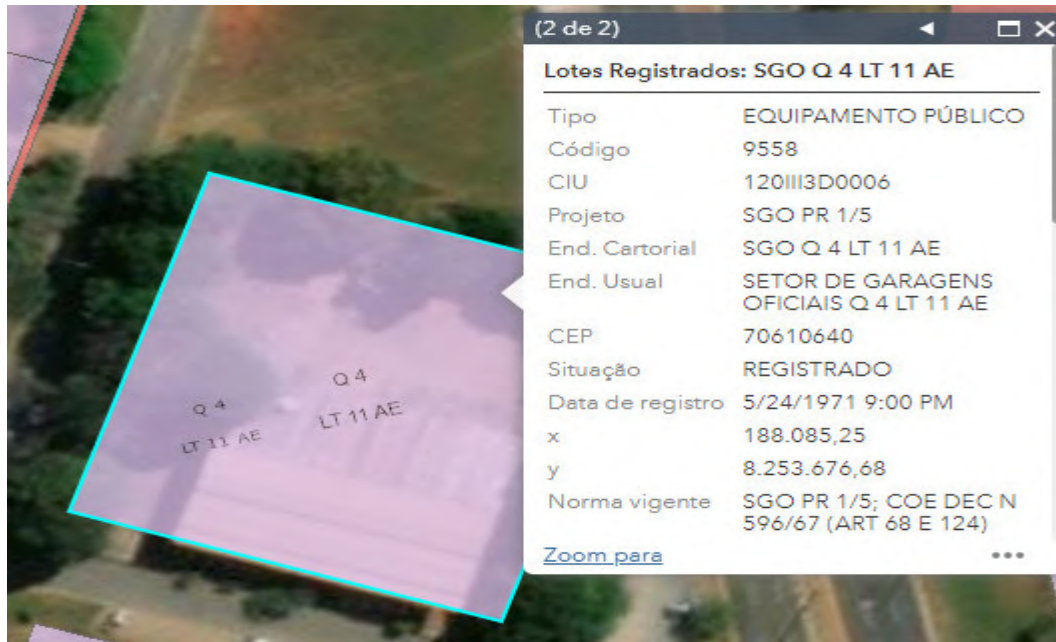 (2 de 2)
Lotes Registrados: SGO Q 4 LT 11 AE
Tipo EQUIPAMENTO PÚBLICO
Código 9558
CIU 120III3D0006
Projeto SGO PR 1/5
End. Cartorial SGO Q 4 LT 11 AE
End. Usual SETOR DE GARAGENS
OFICIAIS Q 4 LT 11 AE
CEP 70610640
Situação REGISTRADO
Data de registro 5/24/1971 9:00 PM
x 188.085,25
y 8.253.676,68
Norma vigente SGO PR 1/5; COE DEC N
596/67 (ART 68 E 124)
Zoom para
Q 4
LT 11 AE
Q 4
LT 11 AE